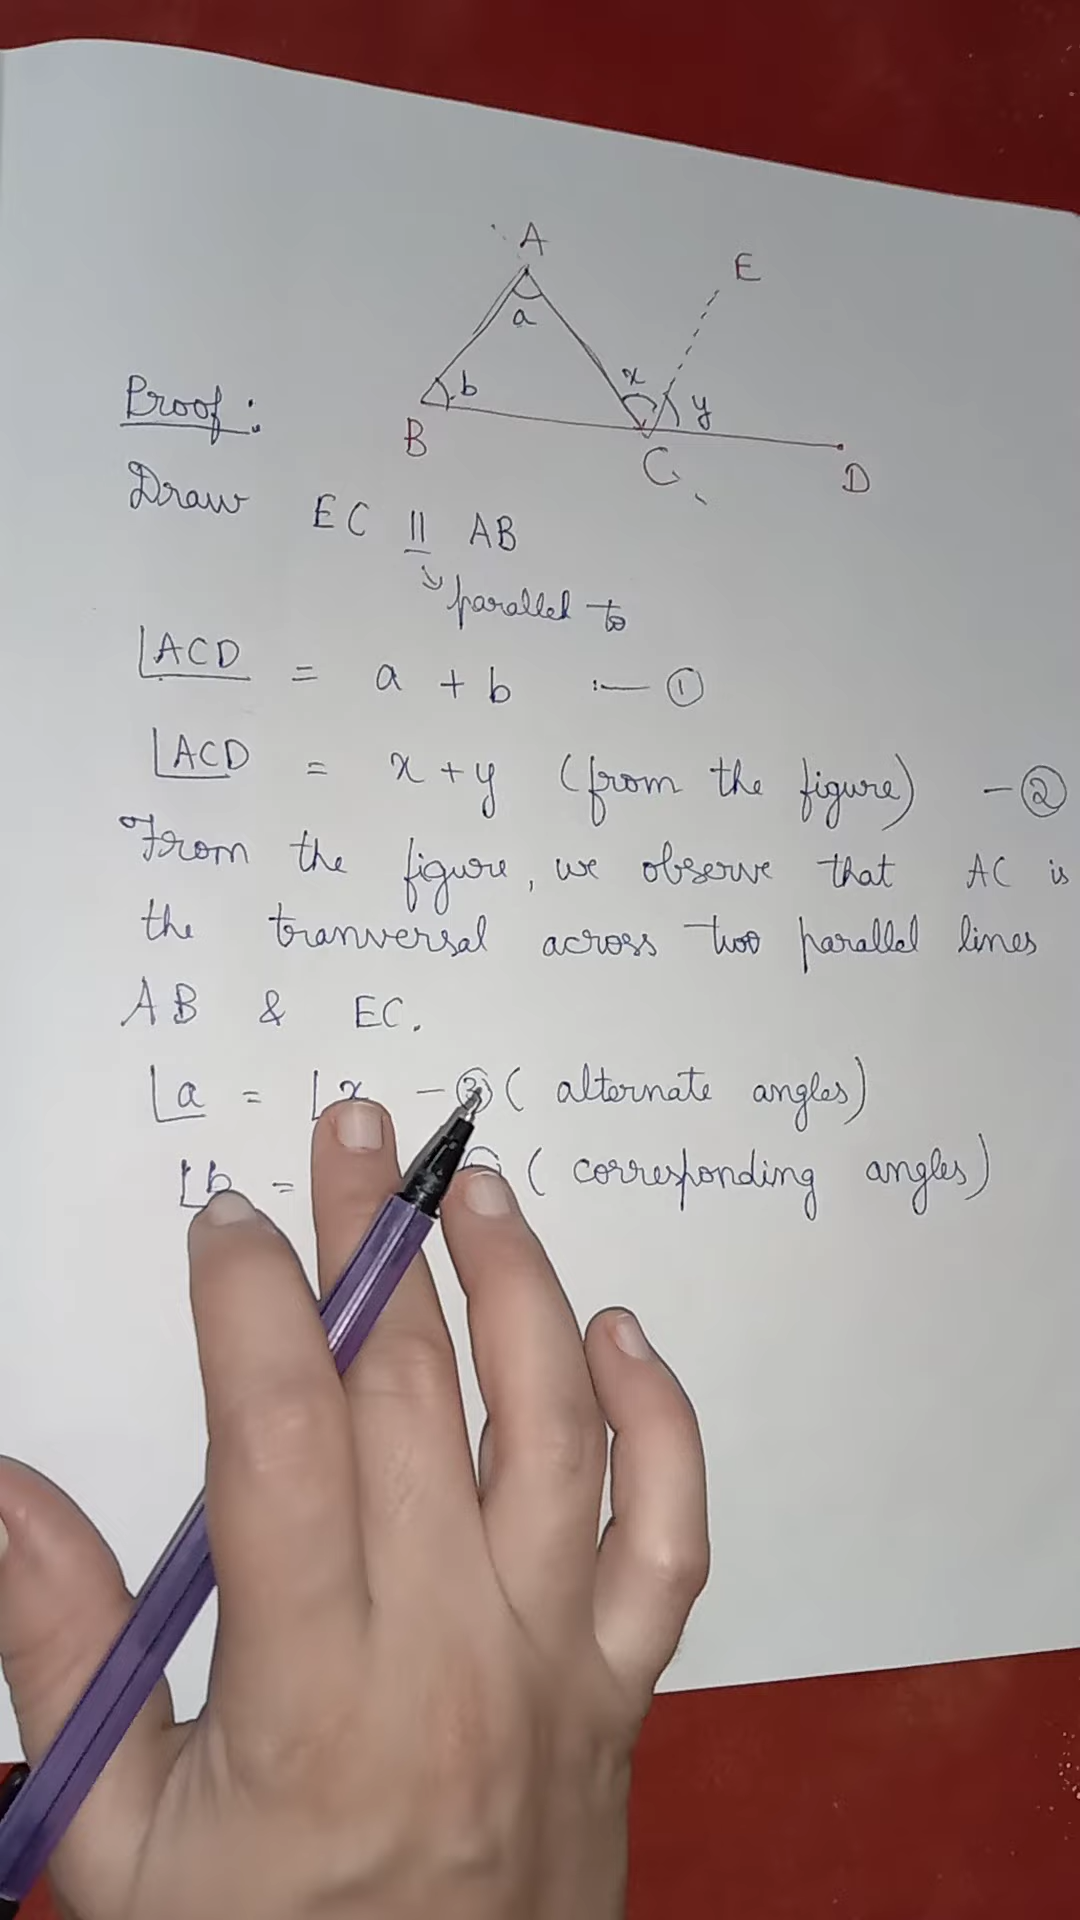 A
E
a
x
b
y
Proof:
B
C
D
Draw EC || AB
parallel to
∠ACD = a + b — ①
∠ACD = x + y (from the figure) - ②
From the figure, we observe that AC is
the tranversal across two parallel lines
AB & EC.
∠a = ∠x - ③ (alternate angles)
∠b = (corresponding angles)